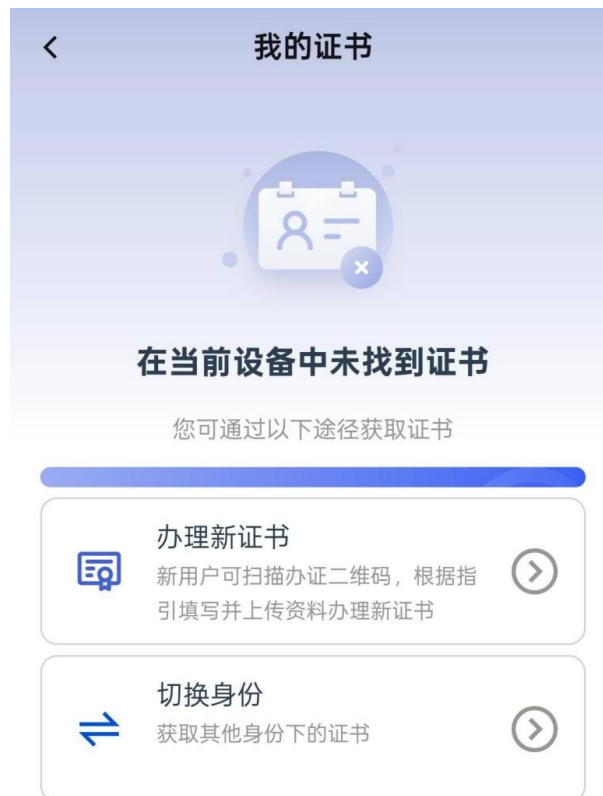 我的证书
在当前设备中未找到证书
您可通过以下途径获取证书
办理新证书
新用户可扫描办证二维码，根据指
引填写并上传资料办理新证书
切换身份
获取其他身份下的证书